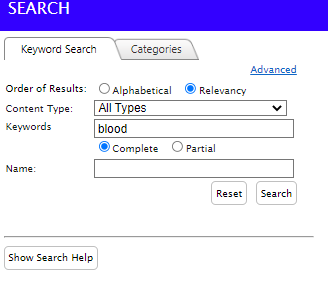 SEARCH
Keyword Search Categories
Advanced
Order of Results: Alphabetical Relevancy
Content Type: All Types
Keywords blood
Complete Partial
Name:
Reset Search
Show Search Help